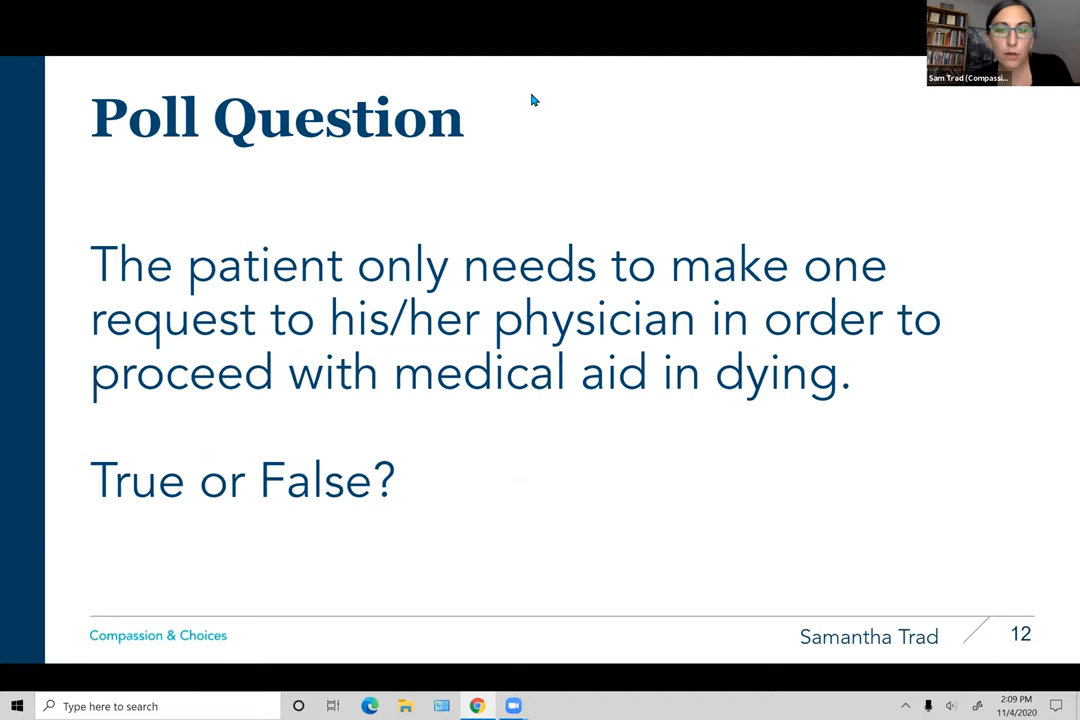 Sam Trad (Compassi...
Poll Question
The patient only needs to make one
request to his/her physician in order to
proceed with medical aid in dying.
True or False?
Compassion & Choices
Samantha Trad
12
Type here to search
2:09 PM
11/4/2020